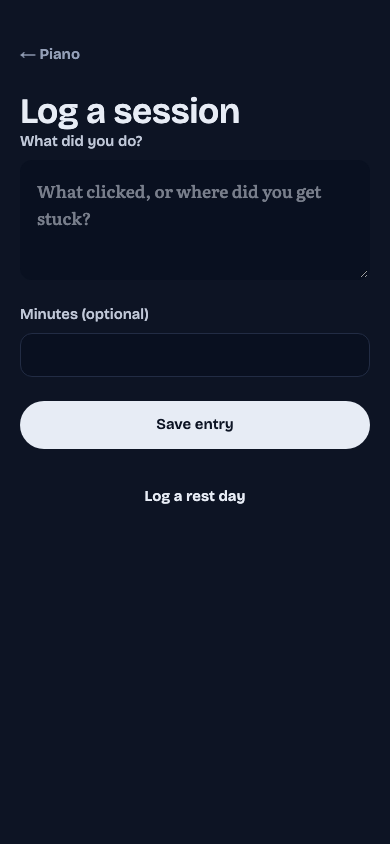 ← Piano
Log a session
What did you do?
What clicked, or where did you get
stuck?
Minutes (optional)
Save entry
Log a rest day